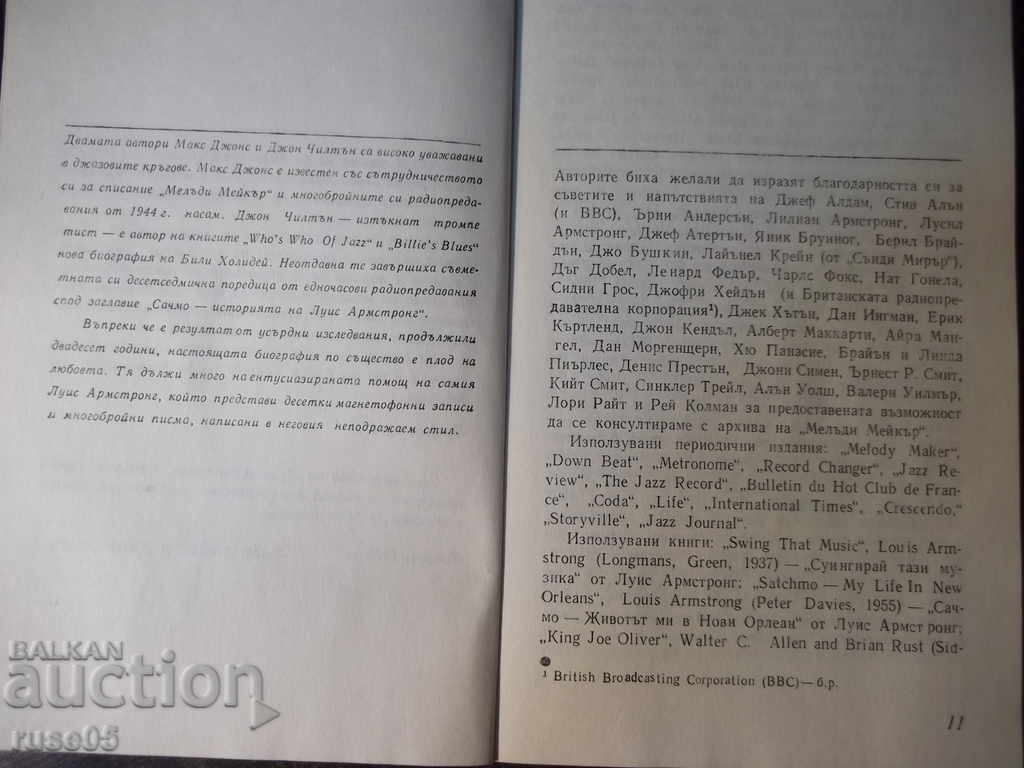 Двамата автори Макс Джонс и Джон Чилтън са високо уважавани
в джазовите кръгове. Макс Джонс е известен със сътрудничеството
си за списание „Мелъди Мейкър“ и многобройните си радиопреда-
вания от 1944 г. насам. Джон Чилтън — изтъкнат тромпе
тист — е автор на книгите „Who's Who Of Jazz“ и „Billie's Blues“
нова биография на Били Холидей. Неотдавна те завършиха съвме-
тната си десетседмична поредица от едночасови радиопредавания
под заглавие „Сачмо — историята на Луис Армстронг“.
Въпреки че е резултат от усърдни изследвания, продължили
двадесет години, настоящата биография по същество е плод на
любовта. Тя дължи много на ентусиазираната помощ на самия
Луис Армстронг, който представи десетки магнетофонни записи
и многобройни писма, написани в неговия неподражаем стил.
Авторите биха желали да изразят благодарността си за
съветите и напътствията на Джеф Алдам, Стив Алън
(и BBC), Ърни Андерсън, Лилиан Армстронг, Лусил
Армстронг, Джеф Атертън, Яник Брунног, Берил Брай-
дън, Джо Бушкин, Лайънел Крейн (от „Сънди Мирър“),
Дъг Добел, Ленард Федър, Чарлс Фокс, Нат Гонела,
Сидни Грос, Джофри Хейдън (и Британската радиопре-
давателна корпорация¹), Джек Хътън, Дан Ингман, Ерик
Къртленд, Джон Кендъл, Алберт Маккарти, Айра Ман-
гел, Дан Моргенщерн, Хю Панасие, Брайън и Линда
Пиърлес, Денис Престън, Джони Симен, Ърнест Р. Смит,
Кийт Смит, Синклер Трейл, Алън Уолш, Валери Уилмър,
Лори Райт и Рей Колман за предоставената възможност
да се консултираме с архива на „Мелъди Мейкър“.
Използувани периодични издания: „Melody Maker“,
„Down Beat“, „Metronome“, „Record Changer“, „Jazz Re-
view“, „The Jazz Record“, „Bulletin du Hot Club de Fran-
ce“, „Coda“, „Life“, „International Times“, „Crescendo,“
„Storyville“, „Jazz Journal“.
Използувани книги: „Swing That Music“, Louis Arm-
strong (Longmans, Green, 1937) — „Суингирай тази му-
зика“ от Луис Армстронг; „Satchmo — My Life In New
Orleans“, Louis Armstrong (Peter Davies, 1955) — „Сач-
мо — Животът ми в Нови Орлеан“ от Луис Армстронг;
„King Joe Oliver“, Walter C. Allen and Brian Rust (Sid-
¹ British Broadcasting Corporation (BBC) — б.р.
11
BALKAN
auction
ruse05